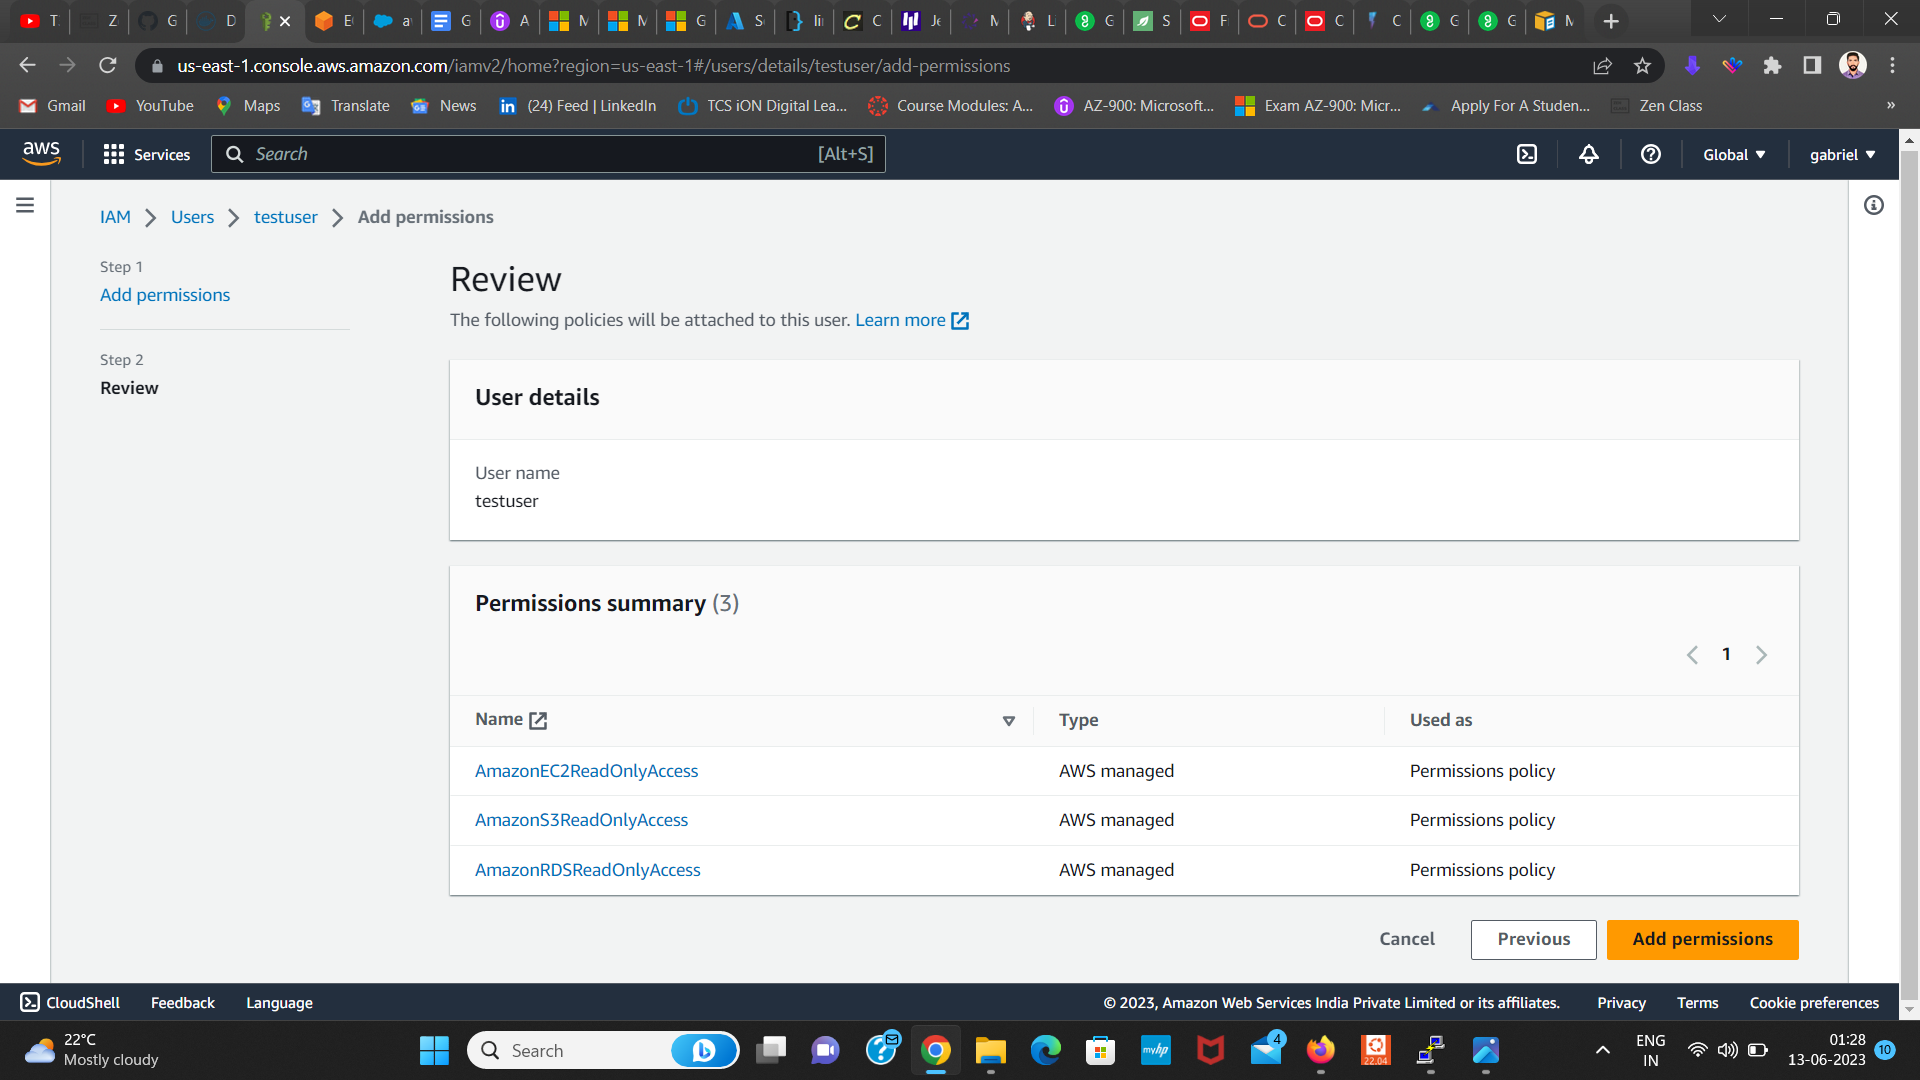 us-east-1.console.aws.amazon.com/iamv2/home?region=us-east-1#/users/details/testuser/add-permissions
Gmail YouTube Maps Translate News (24) Feed | LinkedIn TCS iON Digital Lea... Course Modules: A... AZ-900: Microsoft... Exam AZ-900: Micr... Apply For A Studen... Zen Class »
aws Services Search [Alt+S] Global gabriel
IAM Users testuser Add permissions
Step 1
Add permissions
Step 2
Review
Review
The following policies will be attached to this user. Learn more
User details
User name
testuser
Permissions summary (3)
1
Name Type Used as
AmazonEC2ReadOnlyAccess AWS managed Permissions policy
AmazonS3ReadOnlyAccess AWS managed Permissions policy
AmazonRDSReadOnlyAccess AWS managed Permissions policy
Cancel Previous Add permissions
CloudShell Feedback Language © 2023, Amazon Web Services India Private Limited or its affiliates. Privacy Terms Cookie preferences
22°C
Mostly cloudy
Search
myhp
22.04
4
ENG
IN
01:28
13-06-2023
10